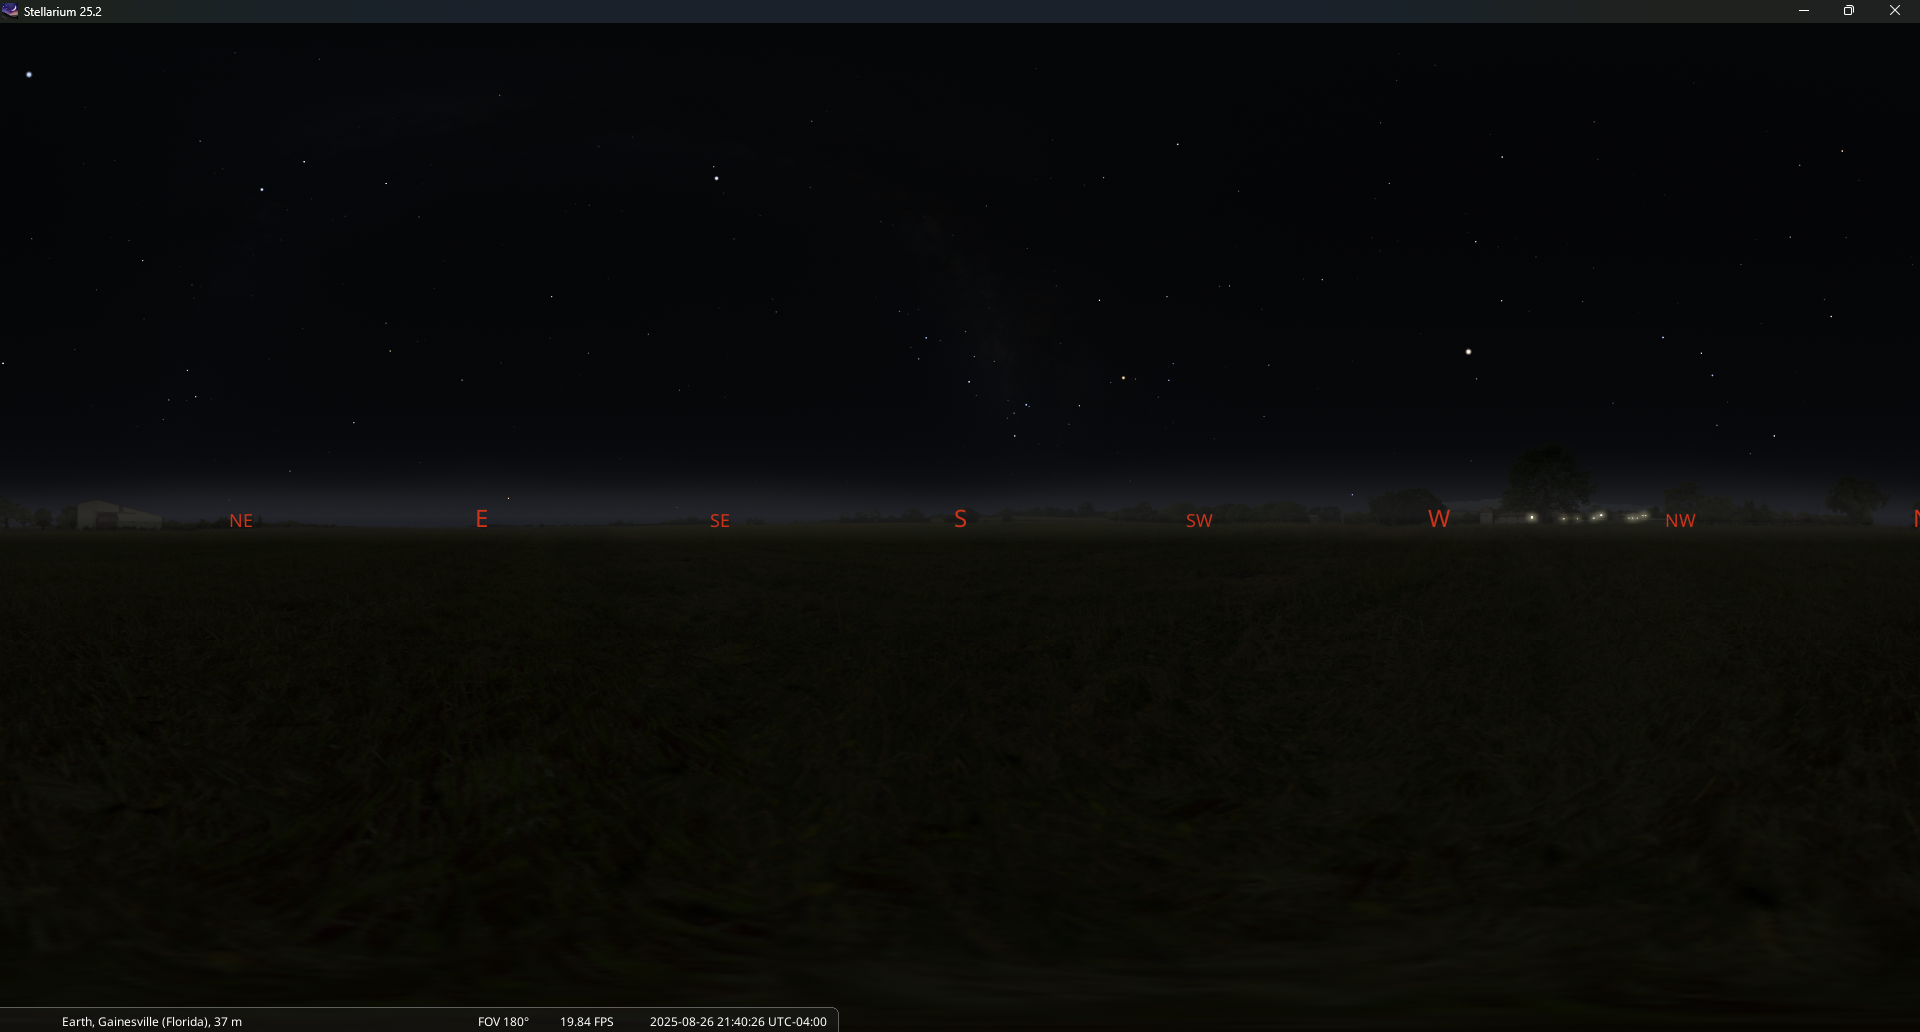 Stellarium 25.2
NE E SE S SW W NW
Earth, Gainesville (Florida), 37 m FOV 180° 19.84 FPS 2025-08-26 21:40:26 UTC-04:00